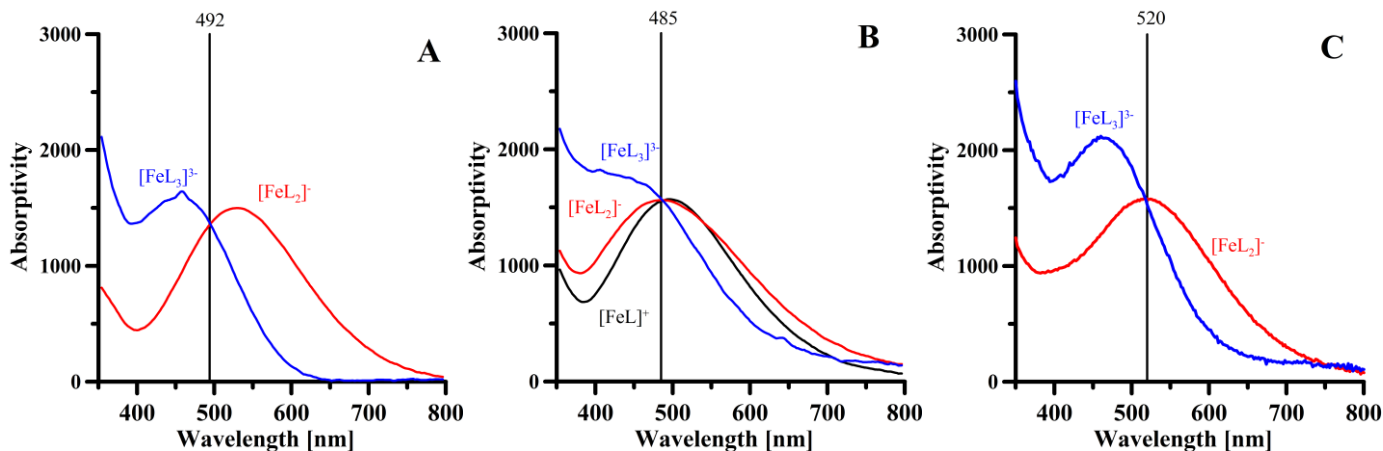 492
A
3000
2000
1000
0
Absorptivity
[FeL₃]³⁻
[FeL₂]⁻
400 500 600 700 800
Wavelength [nm]
485
B
3000
2000
1000
0
Absorptivity
[FeL₃]³⁻
[FeL₂]⁻
[FeL]⁺
400 500 600 700 800
Wavelength [nm]
520
C
3000
2000
1000
0
Absorptivity
[FeL₃]³⁻
[FeL₂]⁻
400 500 600 700 800
Wavelength [nm]